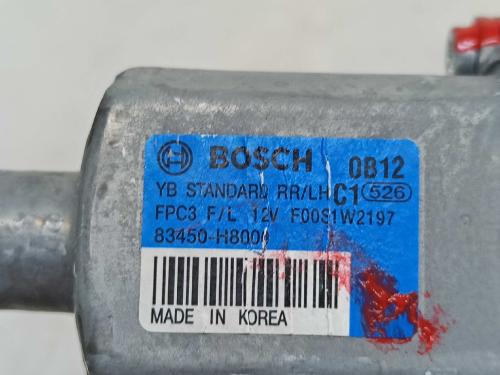 BOSCH 0B12
YB STANDARD RR/LH C1 526
FPC3 F/L 12V F00S1W2197
83450-H8000
MADE IN KOREA